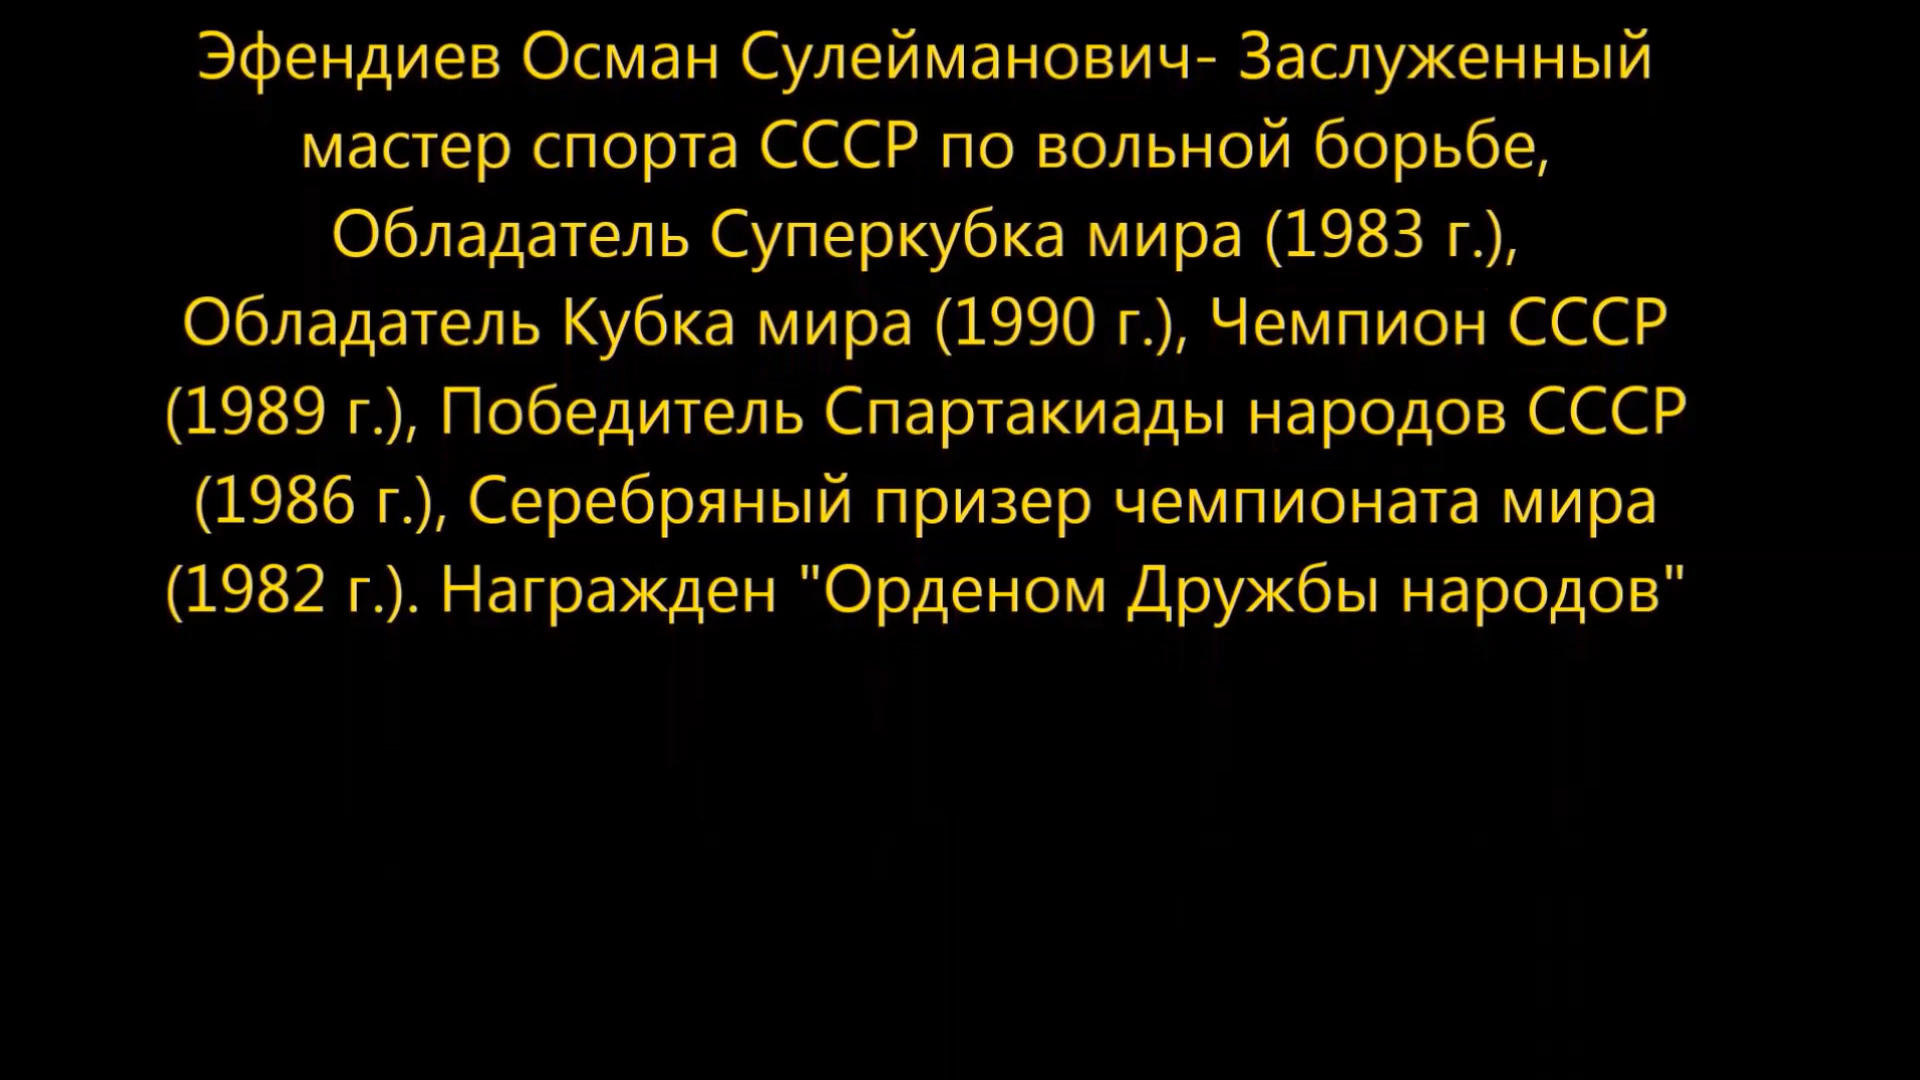 Эфендиев Осман Сулейманович- Заслуженный
мастер спорта СССР по вольной борьбе,
Обладатель Суперкубка мира (1983 г.),
Обладатель Кубка мира (1990 г.), Чемпион СССР
(1989 г.), Победитель Спартакиады народов СССР
(1986 г.), Серебряный призер чемпионата мира
(1982 г.). Награжден "Орденом Дружбы народов"